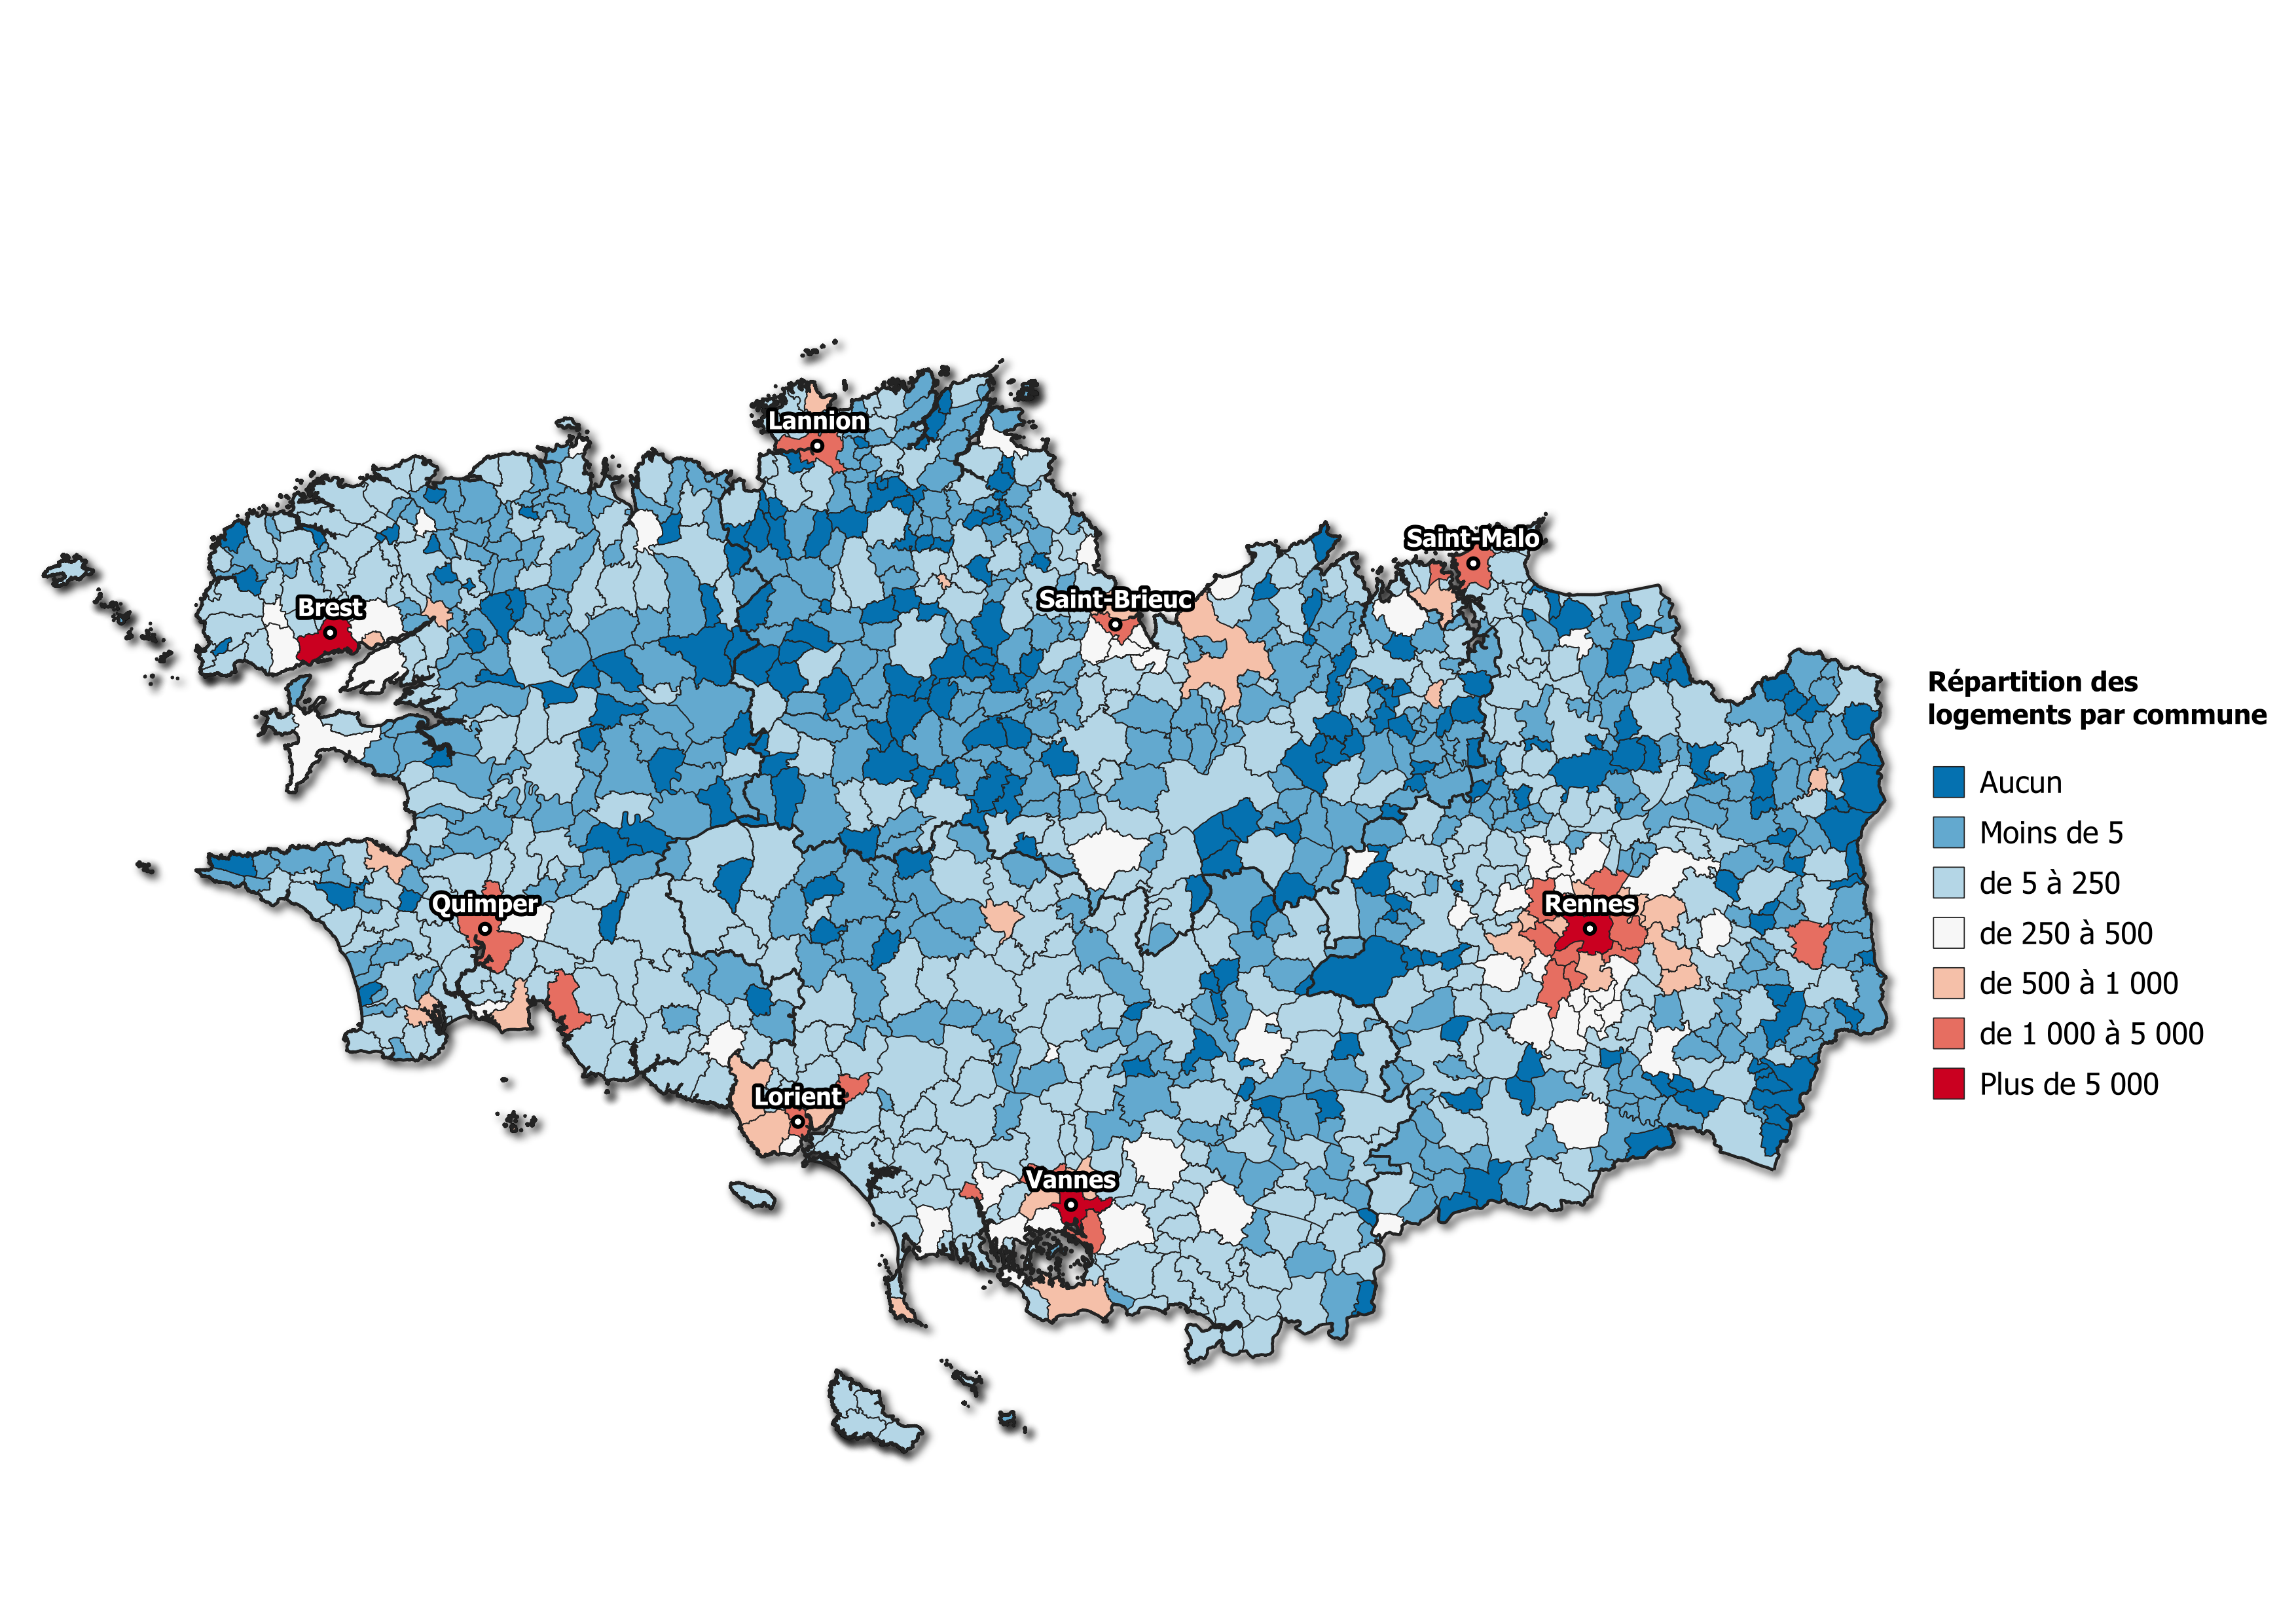 Lannion
Saint-Malo
Saint-Brieuc
Brest
Répartition des
logements par commune
Aucun
Moins de 5
de 5 à 250
de 250 à 500
de 500 à 1 000
de 1 000 à 5 000
Plus de 5 000
Quimper
Rennes
Lorient
Vannes